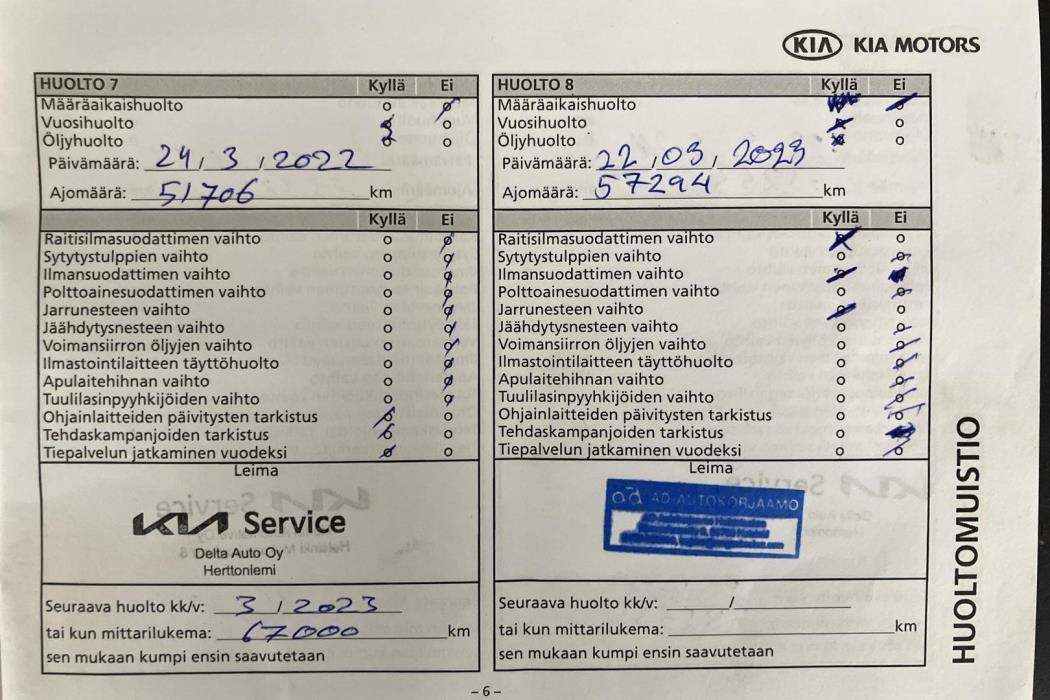 KIA KIA MOTORS
HUOLTO 7 Kyllä Ei
Määräaikaishuolto
Vuosihuolto
Öljyhuolto
Päivämäärä: 24 / 3 / 2022
Ajomäärä: 51706 km
Kyllä Ei
Raitisilmasuodattimen vaihto
Sytytystulppien vaihto
Ilmansuodattimen vaihto
Polttoainesuodattimen vaihto
Jarrunesteen vaihto
Jäähdytysnesteen vaihto
Voimansiirron öljyjen vaihto
Ilmastointilaitteen täyttöhuolto
Apulaitehihnan vaihto
Tuulilasinpyyhkijöiden vaihto
Ohjainlaitteiden päivitysten tarkistus
Tehdaskampanjoiden tarkistus
Tiepalvelun jatkaminen vuodeksi
Leima
KIA Service
Delta Auto Oy
Herttoniemi
Seuraava huolto kk/v: 3 / 2023
tai kun mittarilukema: 67000 km
sen mukaan kumpi ensin saavutetaan
HUOLTO 8 Kyllä Ei
Määräaikaishuolto
Vuosihuolto
Öljyhuolto
Päivämäärä: 22 / 03 / 2023
Ajomäärä: 57294 km
Kyllä Ei
Raitisilmasuodattimen vaihto
Sytytystulppien vaihto
Ilmansuodattimen vaihto
Polttoainesuodattimen vaihto
Jarrunesteen vaihto
Jäähdytysnesteen vaihto
Voimansiirron öljyjen vaihto
Ilmastointilaitteen täyttöhuolto
Apulaitehihnan vaihto
Tuulilasinpyyhkijöiden vaihto
Ohjainlaitteiden päivitysten tarkistus
Tehdaskampanjoiden tarkistus
Tiepalvelun jatkaminen vuodeksi
Leima
ad AD-AUTOKORJAAMO
Seuraava huolto kk/v: /
tai kun mittarilukema: km
sen mukaan kumpi ensin saavutetaan
HUOLTOMUISTIO
– 6 –